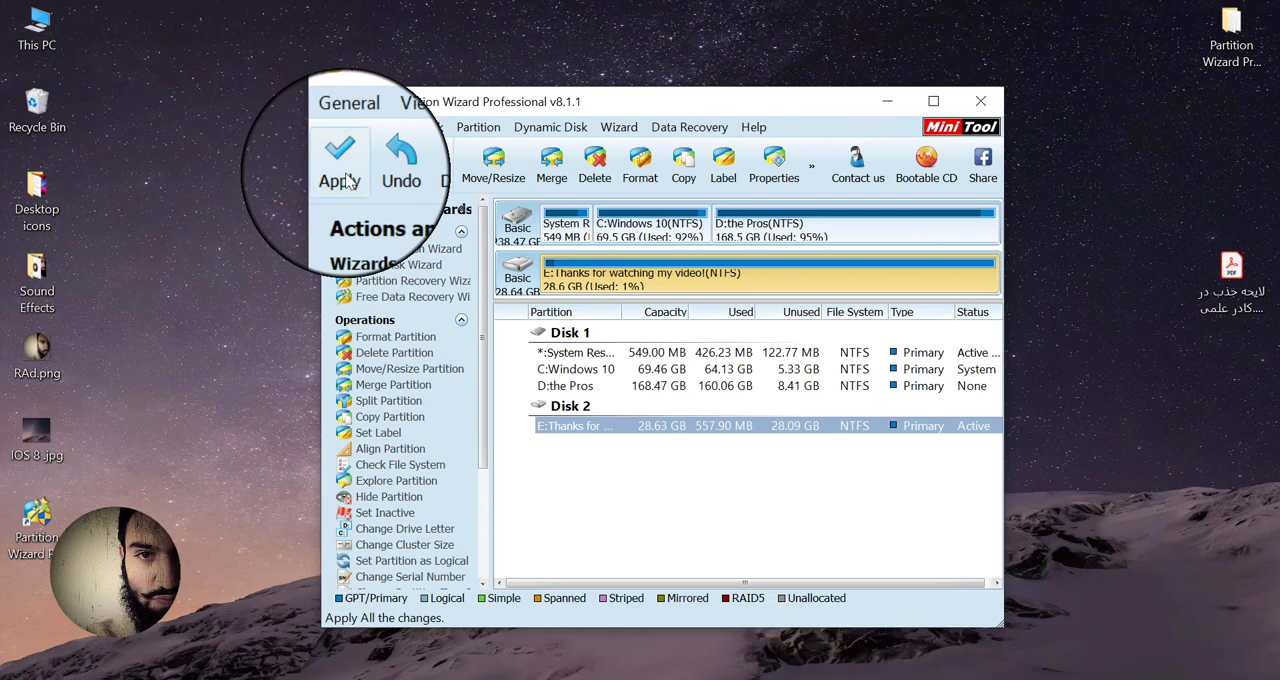 This PC
Recycle Bin
Desktop
icons
Sound
Effects
RAd.png
IOS 8 .jpg
Partition
Wizard P
Partition
Wizard Pr...
PDF
لایحه جذب در
کادر علمی....
General
ion Wizard Professional v8.1.1
Partition
Dynamic Disk
Wizard
Data Recovery
Help
Mini Tool
Apply
Undo
Move/Resize
Merge
Delete
Format
Copy
Label
Properties
»
Contact us
Bootable CD
Share
Actions ar
Wizards
Wizard
sk Wizard
Partition Recovery Wiza
Free Data Recovery Wi
Operations
Format Partition
Delete Partition
Move/Resize Partition
Merge Partition
Split Partition
Copy Partition
Set Label
Align Partition
Check File System
Explore Partition
Hide Partition
Set Inactive
Change Drive Letter
Change Cluster Size
Set Partition as Logical
Change Serial Number
Basic
238.47 GB
System R
549 MB (
C:Windows 10(NTFS)
69.5 GB (Used: 92%)
D:the Pros(NTFS)
168.5 GB (Used: 95%)
Basic
28.64 GB
E:Thanks for watching my video!(NTFS)
28.6 GB (Used: 1%)
Partition Capacity Used Unused File System Type Status
Disk 1
*:System Res... 549.00 MB 426.23 MB 122.77 MB NTFS Primary Active ...
C:Windows 10 69.46 GB 64.13 GB 5.33 GB NTFS Primary System
D:the Pros 168.47 GB 160.06 GB 8.41 GB NTFS Primary None
Disk 2
E:Thanks for ... 28.63 GB 557.90 MB 28.09 GB NTFS Primary Active
GPT/Primary Logical Simple Spanned Striped Mirrored RAID5 Unallocated
Apply All the changes.